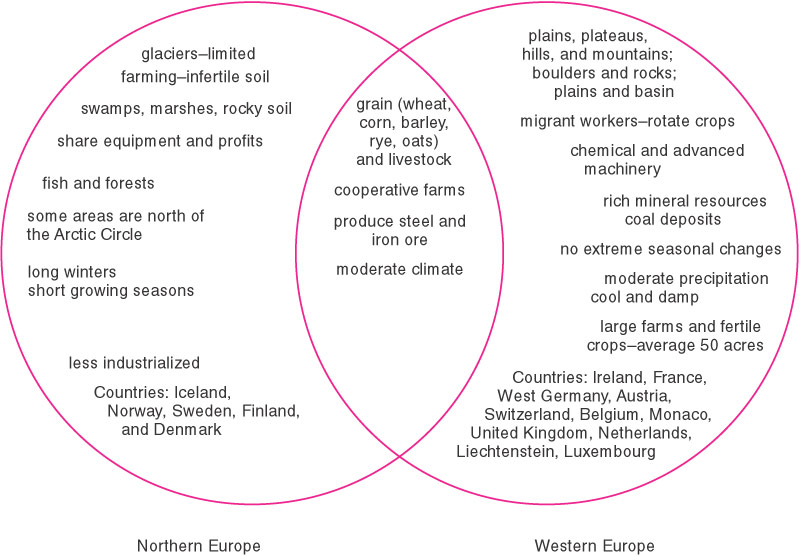 glaciers–limited
farming–infertile soil
swamps, marshes, rocky soil
share equipment and profits
fish and forests
some areas are north of
the Arctic Circle
long winters
short growing seasons
less industrialized
Countries: Iceland,
Norway, Sweden, Finland,
and Denmark
grain (wheat,
corn, barley,
rye, oats)
and livestock
cooperative farms
produce steel and
iron ore
moderate climate
plains, plateaus,
hills, and mountains;
boulders and rocks;
plains and basin
migrant workers–rotate crops
chemical and advanced
machinery
rich mineral resources
coal deposits
no extreme seasonal changes
moderate precipitation
cool and damp
large farms and fertile
crops–average 50 acres
Countries: Ireland, France,
West Germany, Austria,
Switzerland, Belgium, Monaco,
United Kingdom, Netherlands,
Liechtenstein, Luxembourg
Northern Europe
Western Europe